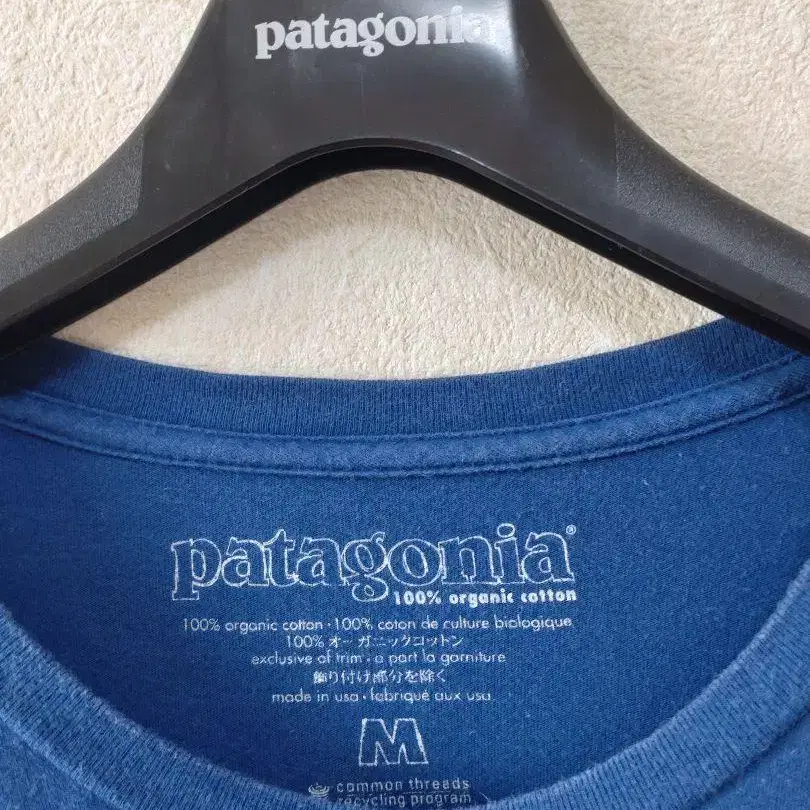 patagonia
patagonia®
100% organic cotton
100% organic cotton · 100% coton de culture biologique
100% オーガニックコットン
exclusive of trim · a part la garniture
飾り付け部分を除く
made in usa · fabriqué aux usa
M
common threads
recycling program